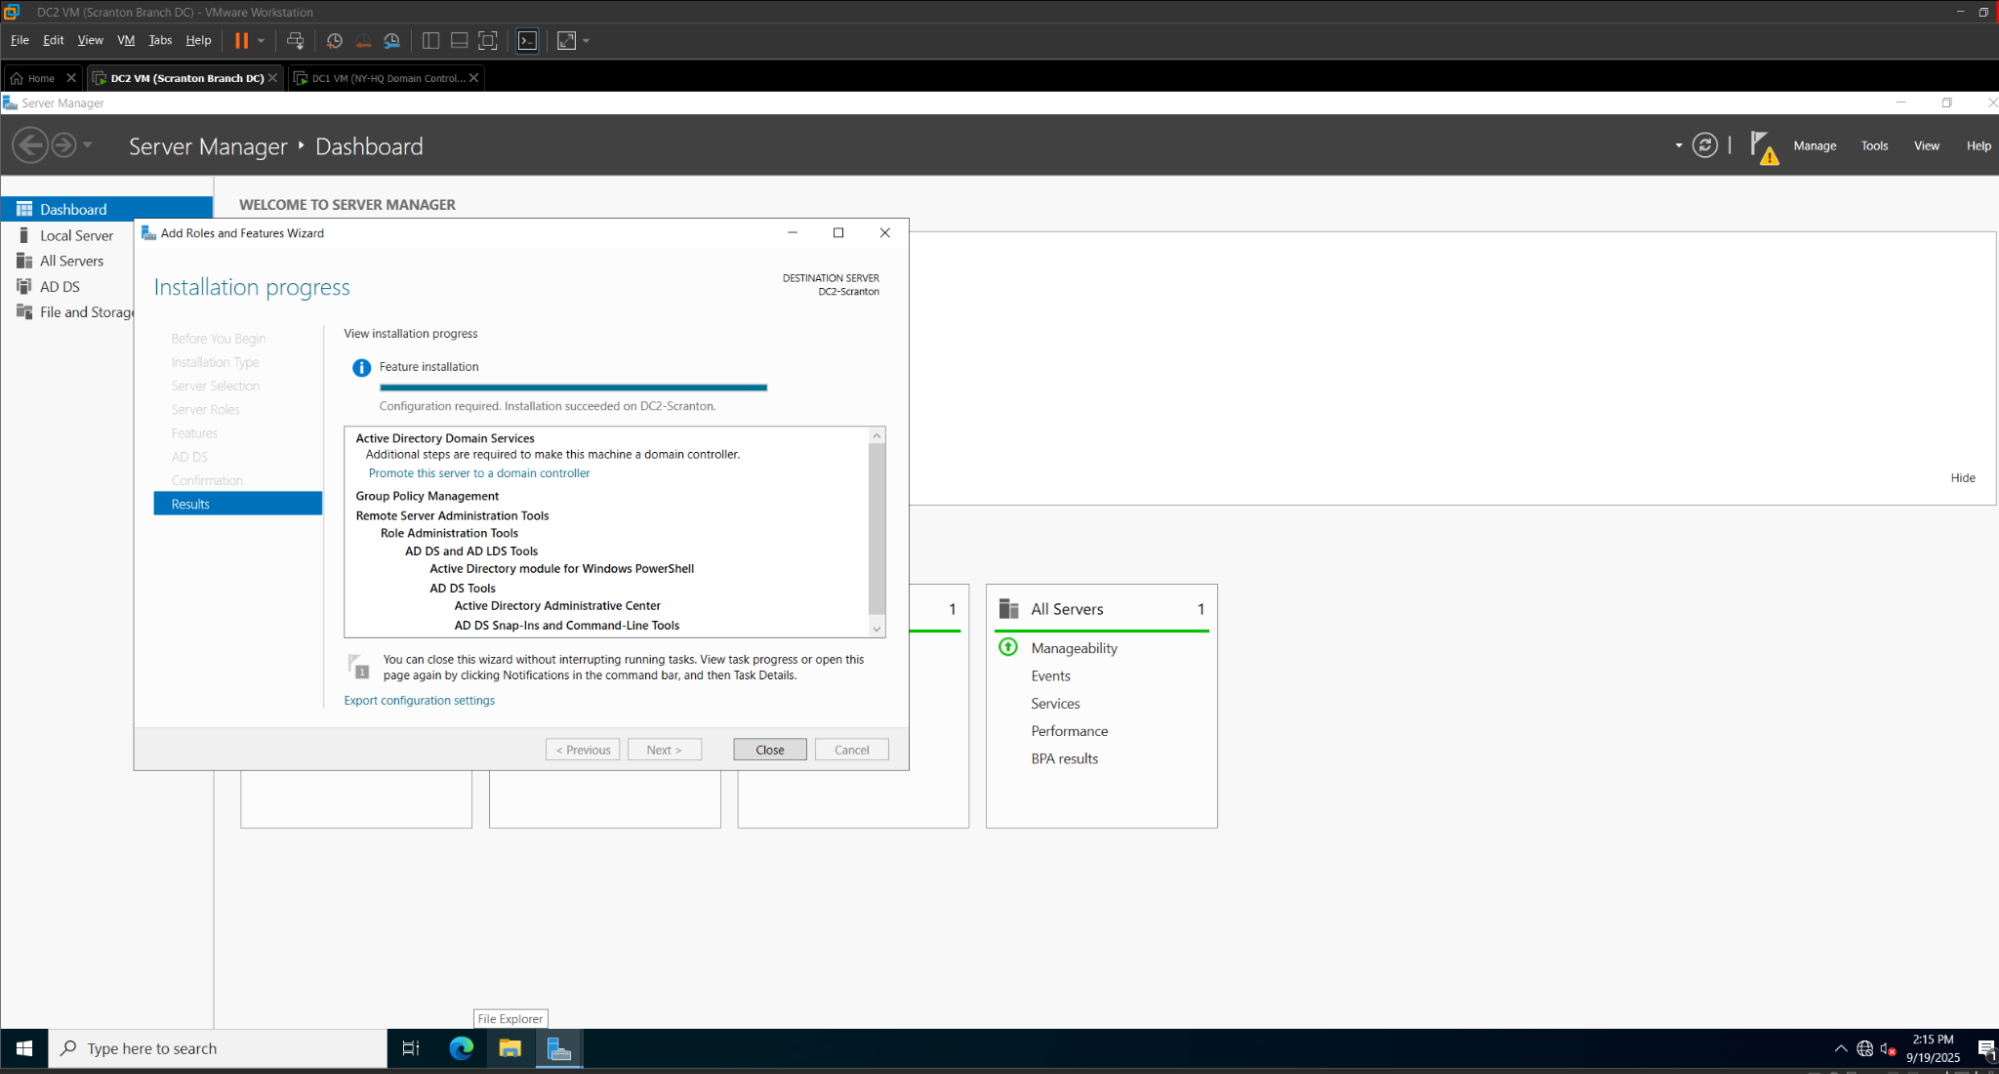 DC2 VM (Scranton Branch DC) - VMware Workstation
File Edit View VM Tabs Help
Home DC2 VM (Scranton Branch DC) DC1 VM (NY-HQ Domain Control...
Server Manager
Server Manager Dashboard
Manage Tools View Help
Dashboard
Local Server
All Servers
AD DS
File and Storage
WELCOME TO SERVER MANAGER
Add Roles and Features Wizard
Installation progress
DESTINATION SERVER
DC2-Scranton
Before You Begin
Installation Type
Server Selection
Server Roles
Features
AD DS
Confirmation
Results
View installation progress
Feature installation
Configuration required. Installation succeeded on DC2-Scranton.
Active Directory Domain Services
Additional steps are required to make this machine a domain controller.
Promote this server to a domain controller
Group Policy Management
Remote Server Administration Tools
Role Administration Tools
AD DS and AD LDS Tools
Active Directory module for Windows PowerShell
AD DS Tools
Active Directory Administrative Center
AD DS Snap-Ins and Command-Line Tools
1
You can close this wizard without interrupting running tasks. View task progress or open this
page again by clicking Notifications in the command bar, and then Task Details.
Export configuration settings
< Previous Next > Close Cancel
Hide
1
All Servers 1
Manageability
Events
Services
Performance
BPA results
File Explorer
Type here to search
2:15 PM
9/19/2025
1